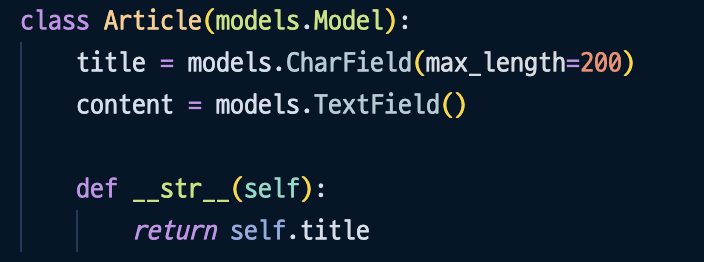 class Article(models.Model):
    title = models.CharField(max_length=200)
    content = models.TextField()

    def __str__(self):
        return self.title